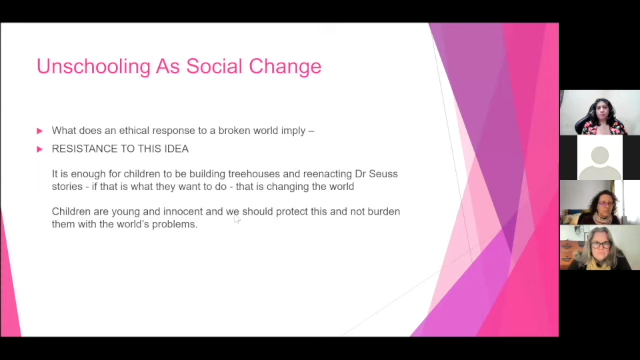 Unschooling As Social Change
What does an ethical response to a broken world imply –
RESISTANCE TO THIS IDEA
It is enough for children to be building treehouses and reenacting Dr Seuss
stories - if that is what they want to do - that is changing the world
Children are young and innocent and we should protect this and not burden
them with the world's problems.